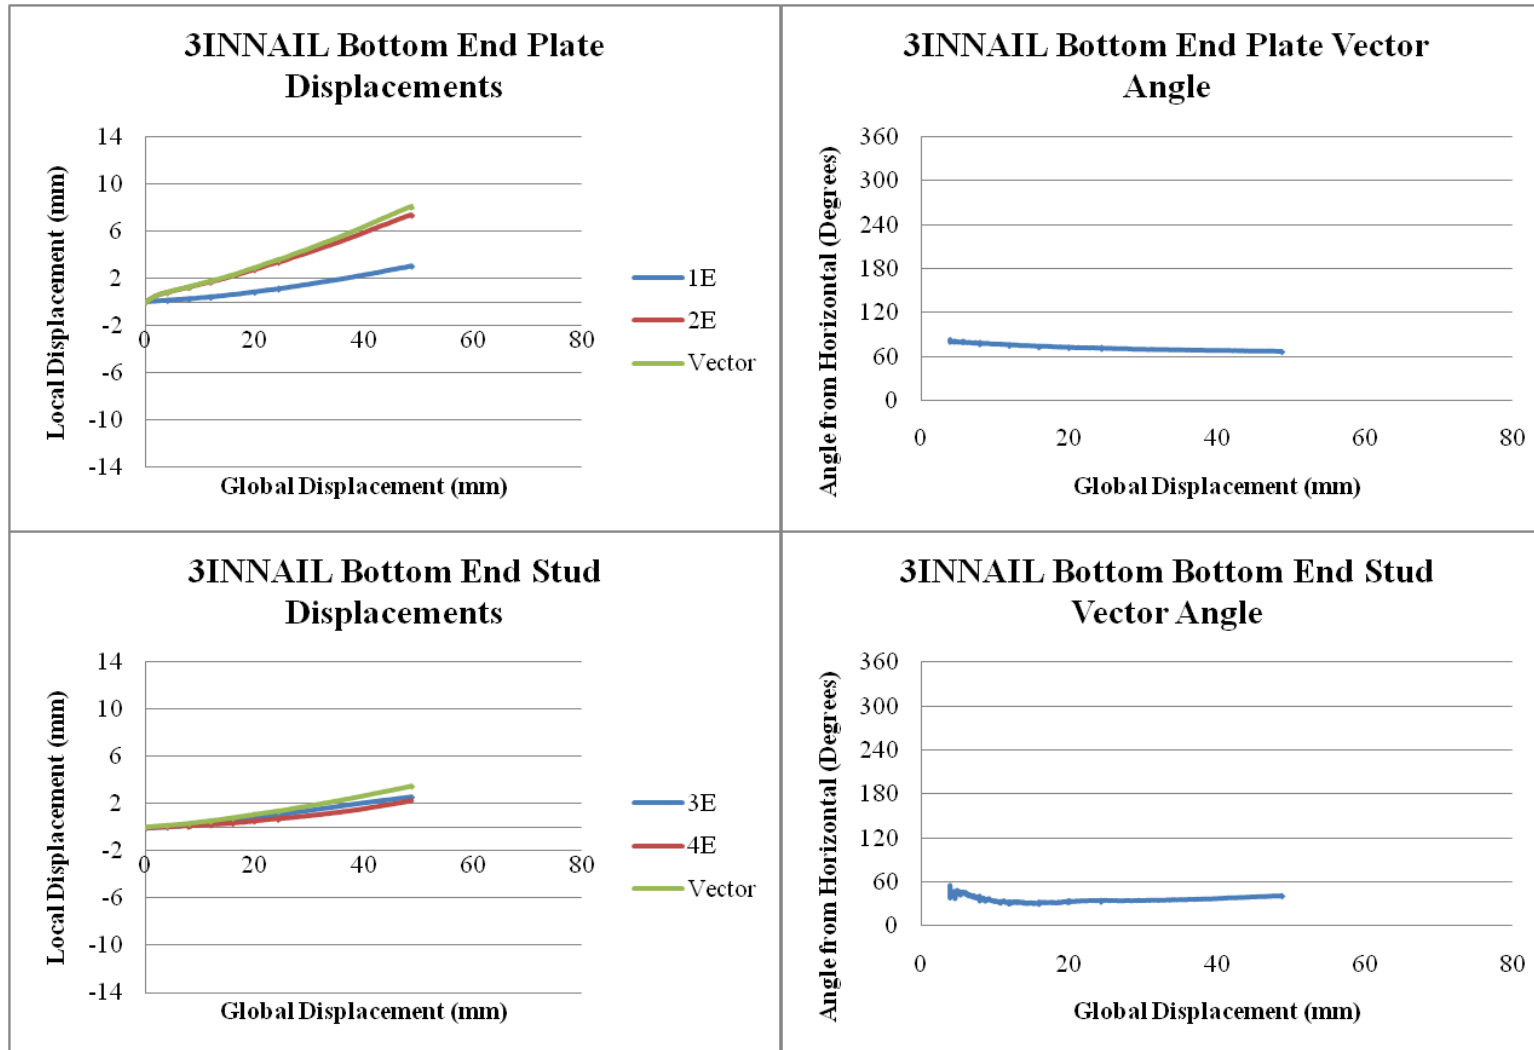 3INNAIL Bottom End Plate
Displacements
14
10
6
2
-2
-6
-10
-14
0
20
40
60
80
Local Displacement (mm)
Global Displacement (mm)
1E
2E
Vector
3INNAIL Bottom End Plate Vector
Angle
360
300
240
180
120
60
0
0
20
40
60
80
Angle from Horizontal (Degrees)
Global Displacement (mm)
3INNAIL Bottom End Stud
Displacements
14
10
6
2
-2
-6
-10
-14
0
20
40
60
80
Local Displacement (mm)
Global Displacement (mm)
3E
4E
Vector
3INNAIL Bottom Bottom End Stud
Vector Angle
360
300
240
180
120
60
0
0
20
40
60
80
Angle from Horizontal (Degrees)
Global Displacement (mm)